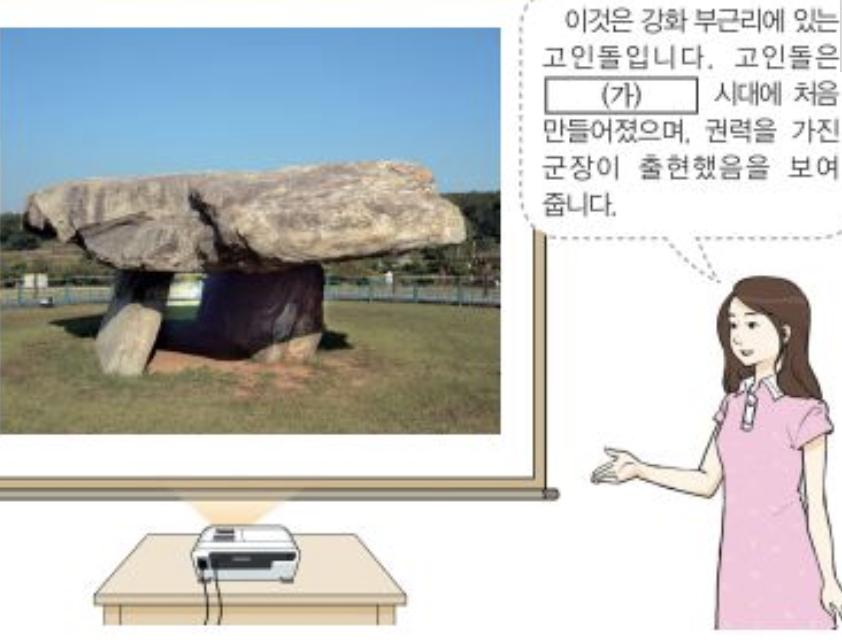 이것은 강화 부근리에 있는
고인돌입니다. 고인돌은
(가) 시대에 처음
만들어졌으며, 권력을 가진
군장이 출현했음을 보여
줍니다.